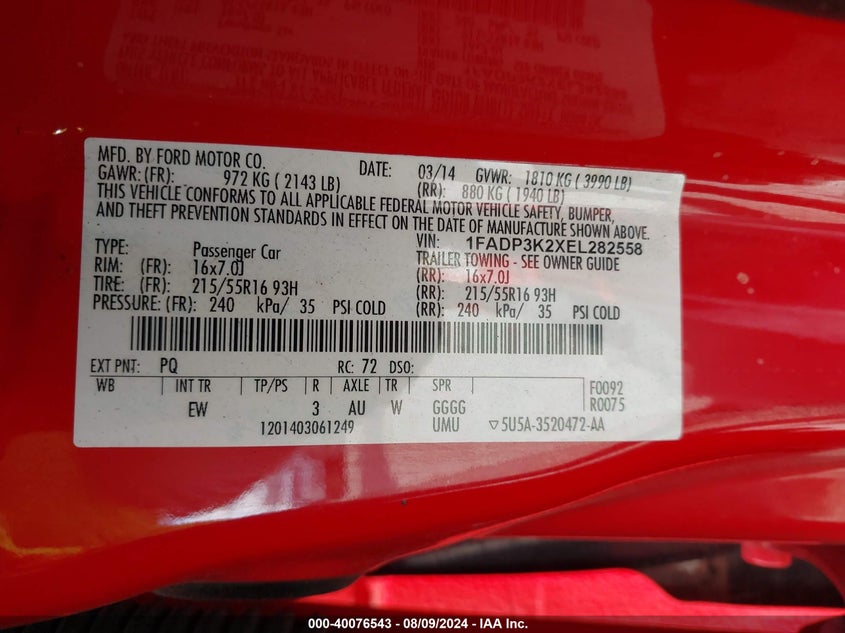 MFD. BY FORD MOTOR CO. DATE: 03/14 GVWR: 1810 KG ( 3990 LB)
GAWR: (FR): 972 KG ( 2143 LB) (RR): 880 KG ( 1940 LB)
THIS VEHICLE CONFORMS TO ALL APPLICABLE FEDERAL MOTOR VEHICLE SAFETY, BUMPER,
AND THEFT PREVENTION STANDARDS IN EFFECT ON THE DATE OF MANUFACTURE SHOWN ABOVE.
VIN: 1FADP3K2XEL282558
TYPE: Passenger Car TRAILER TOWING - SEE OWNER GUIDE
RIM: (FR): 16x7.0J (RR): 16x7.0J
TIRE: (FR): 215/55R16 93H (RR): 215/55R16 93H
PRESSURE: (FR): 240 kPa/ 35 PSI COLD (RR): 240 kPa/ 35 PSI COLD
EXT PNT: PQ RC: 72 DSO:
WB INT TR TP/PS R AXLE TR SPR F0092
EW 3 AU W GGGG R0075
1201403061249 UMU ▽5U5A-3520472-AA
000-40076543 - 08/09/2024 - IAA Inc.